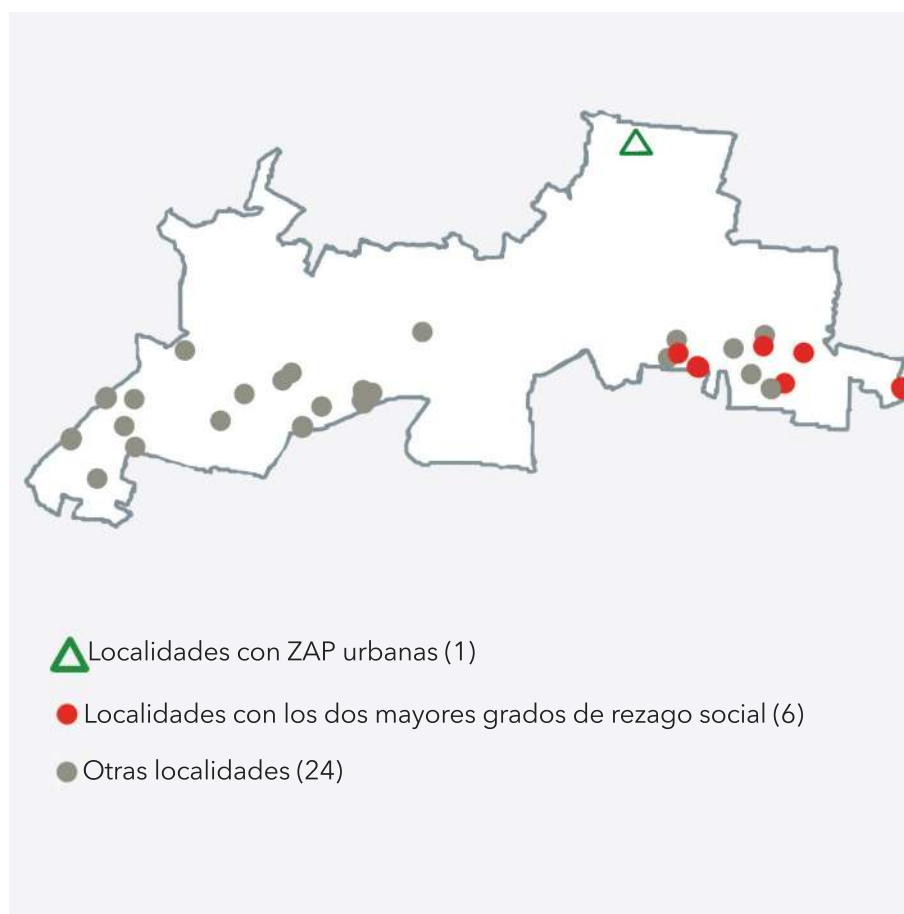 Localidades con ZAP urbanas (1)
Localidades con los dos mayores grados de rezago social (6)
Otras localidades (24)